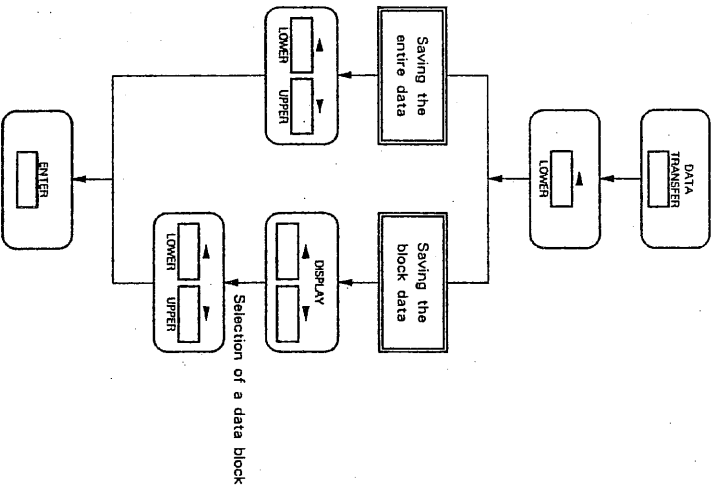 DATA
TRANSFER
LOWER
Saving the
entire data
Saving the
block data
LOWER UPPER
DISPLAY
Selection of a data block
LOWER UPPER
ENTER